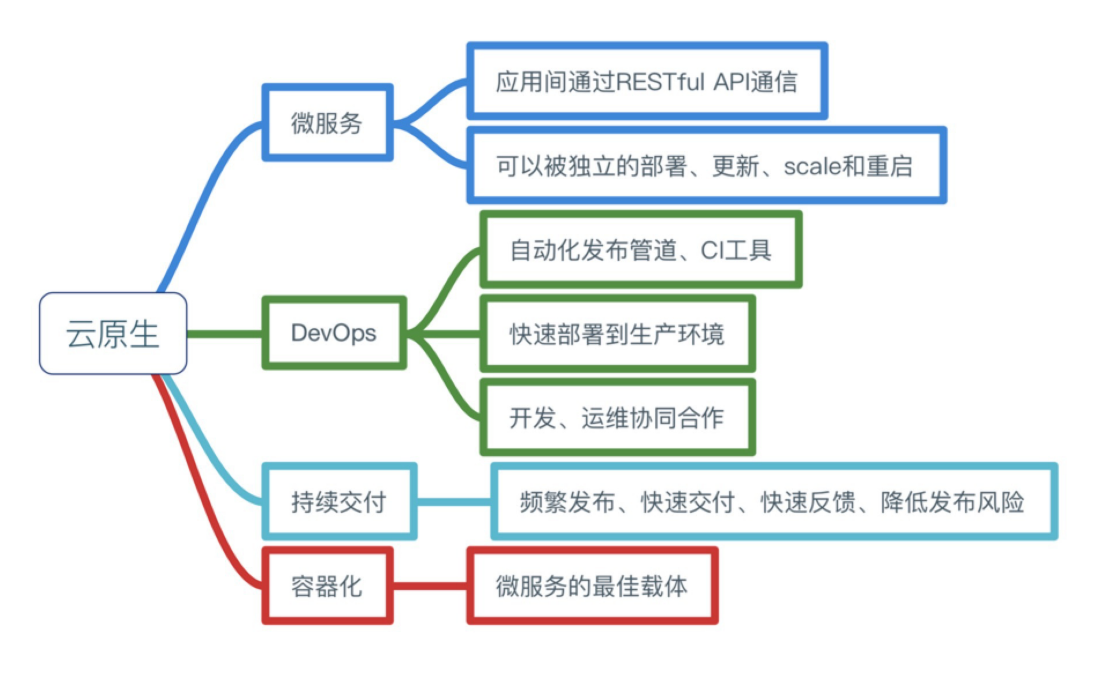 云原生
微服务
应用间通过RESTful API通信
可以被独立的部署、更新、scale和重启
DevOps
自动化发布管道、CI工具
快速部署到生产环境
开发、运维协同合作
持续交付
频繁发布、快速交付、快速反馈、降低发布风险
容器化
微服务的最佳载体